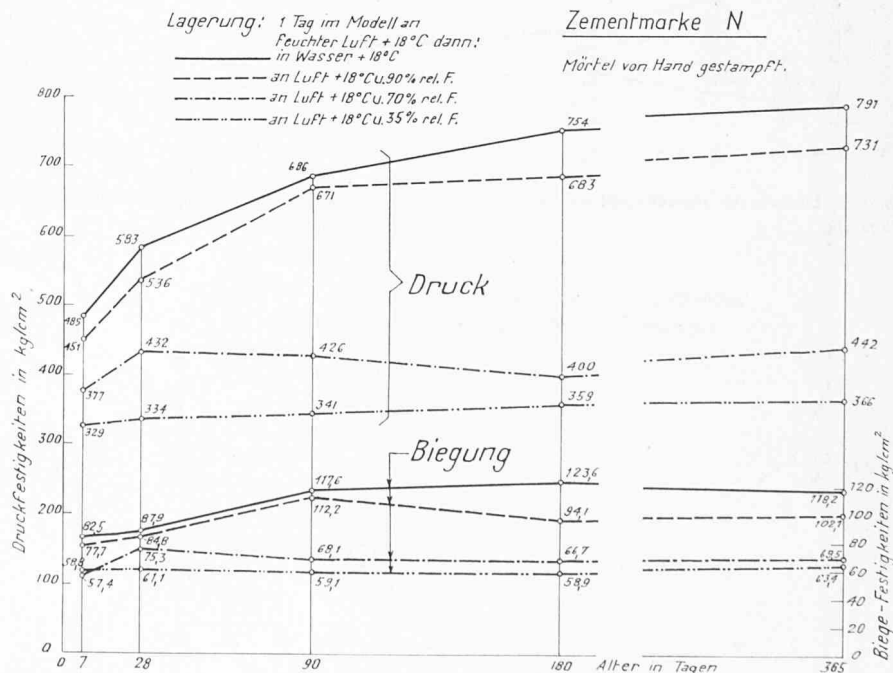 Lagerung: 1 Tag im Modell an
feuchter Luft + 18°C dann:
in Wasser + 18°C
an Luft + 18°C u. 90% rel. F.
an Luft + 18°C u. 70% rel. F.
an Luft + 18°C u. 35% rel. F.
Zementmarke N
Mörtel von Hand gestampft.
Druckfestigkeiten in kg/cm²
800
700
600
500
400
300
200
100
0
485 583 686 754 791
451 536 671 683 731
Druck
377 432 426 400 442
329 334 341 359 366
Biegung
82,5 87,9 117,6 123,6 118,2
77,7 84,8 112,2 94,1 102,1
57,4 75,3 68,1 66,7 69,5
58,8 61,1 59,1 58,9 63,4
120
100
80
60
40
20
0
Biege-Festigkeiten in kg/cm²
0 7 28 90 180 Alter in Tagen 365